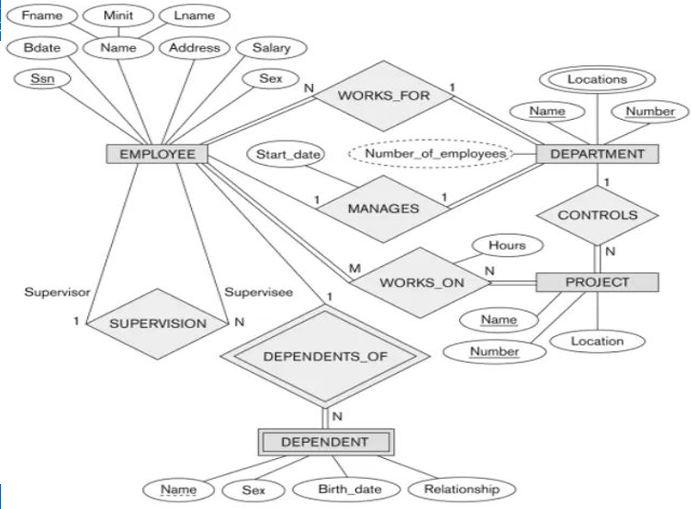 Fname
Minit
Lname
Bdate
Name
Address
Salary
Ssn
Sex
N
WORKS_FOR
1
Locations
Name
Number
EMPLOYEE
Start_date
Number_of_employees
DEPARTMENT
1
MANAGES
1
1
CONTROLS
N
Hours
M
WORKS_ON
N
PROJECT
Supervisor
Supervisee
1
SUPERVISION
N
1
Name
Number
Location
DEPENDENTS_OF
N
DEPENDENT
Name
Sex
Birth_date
Relationship